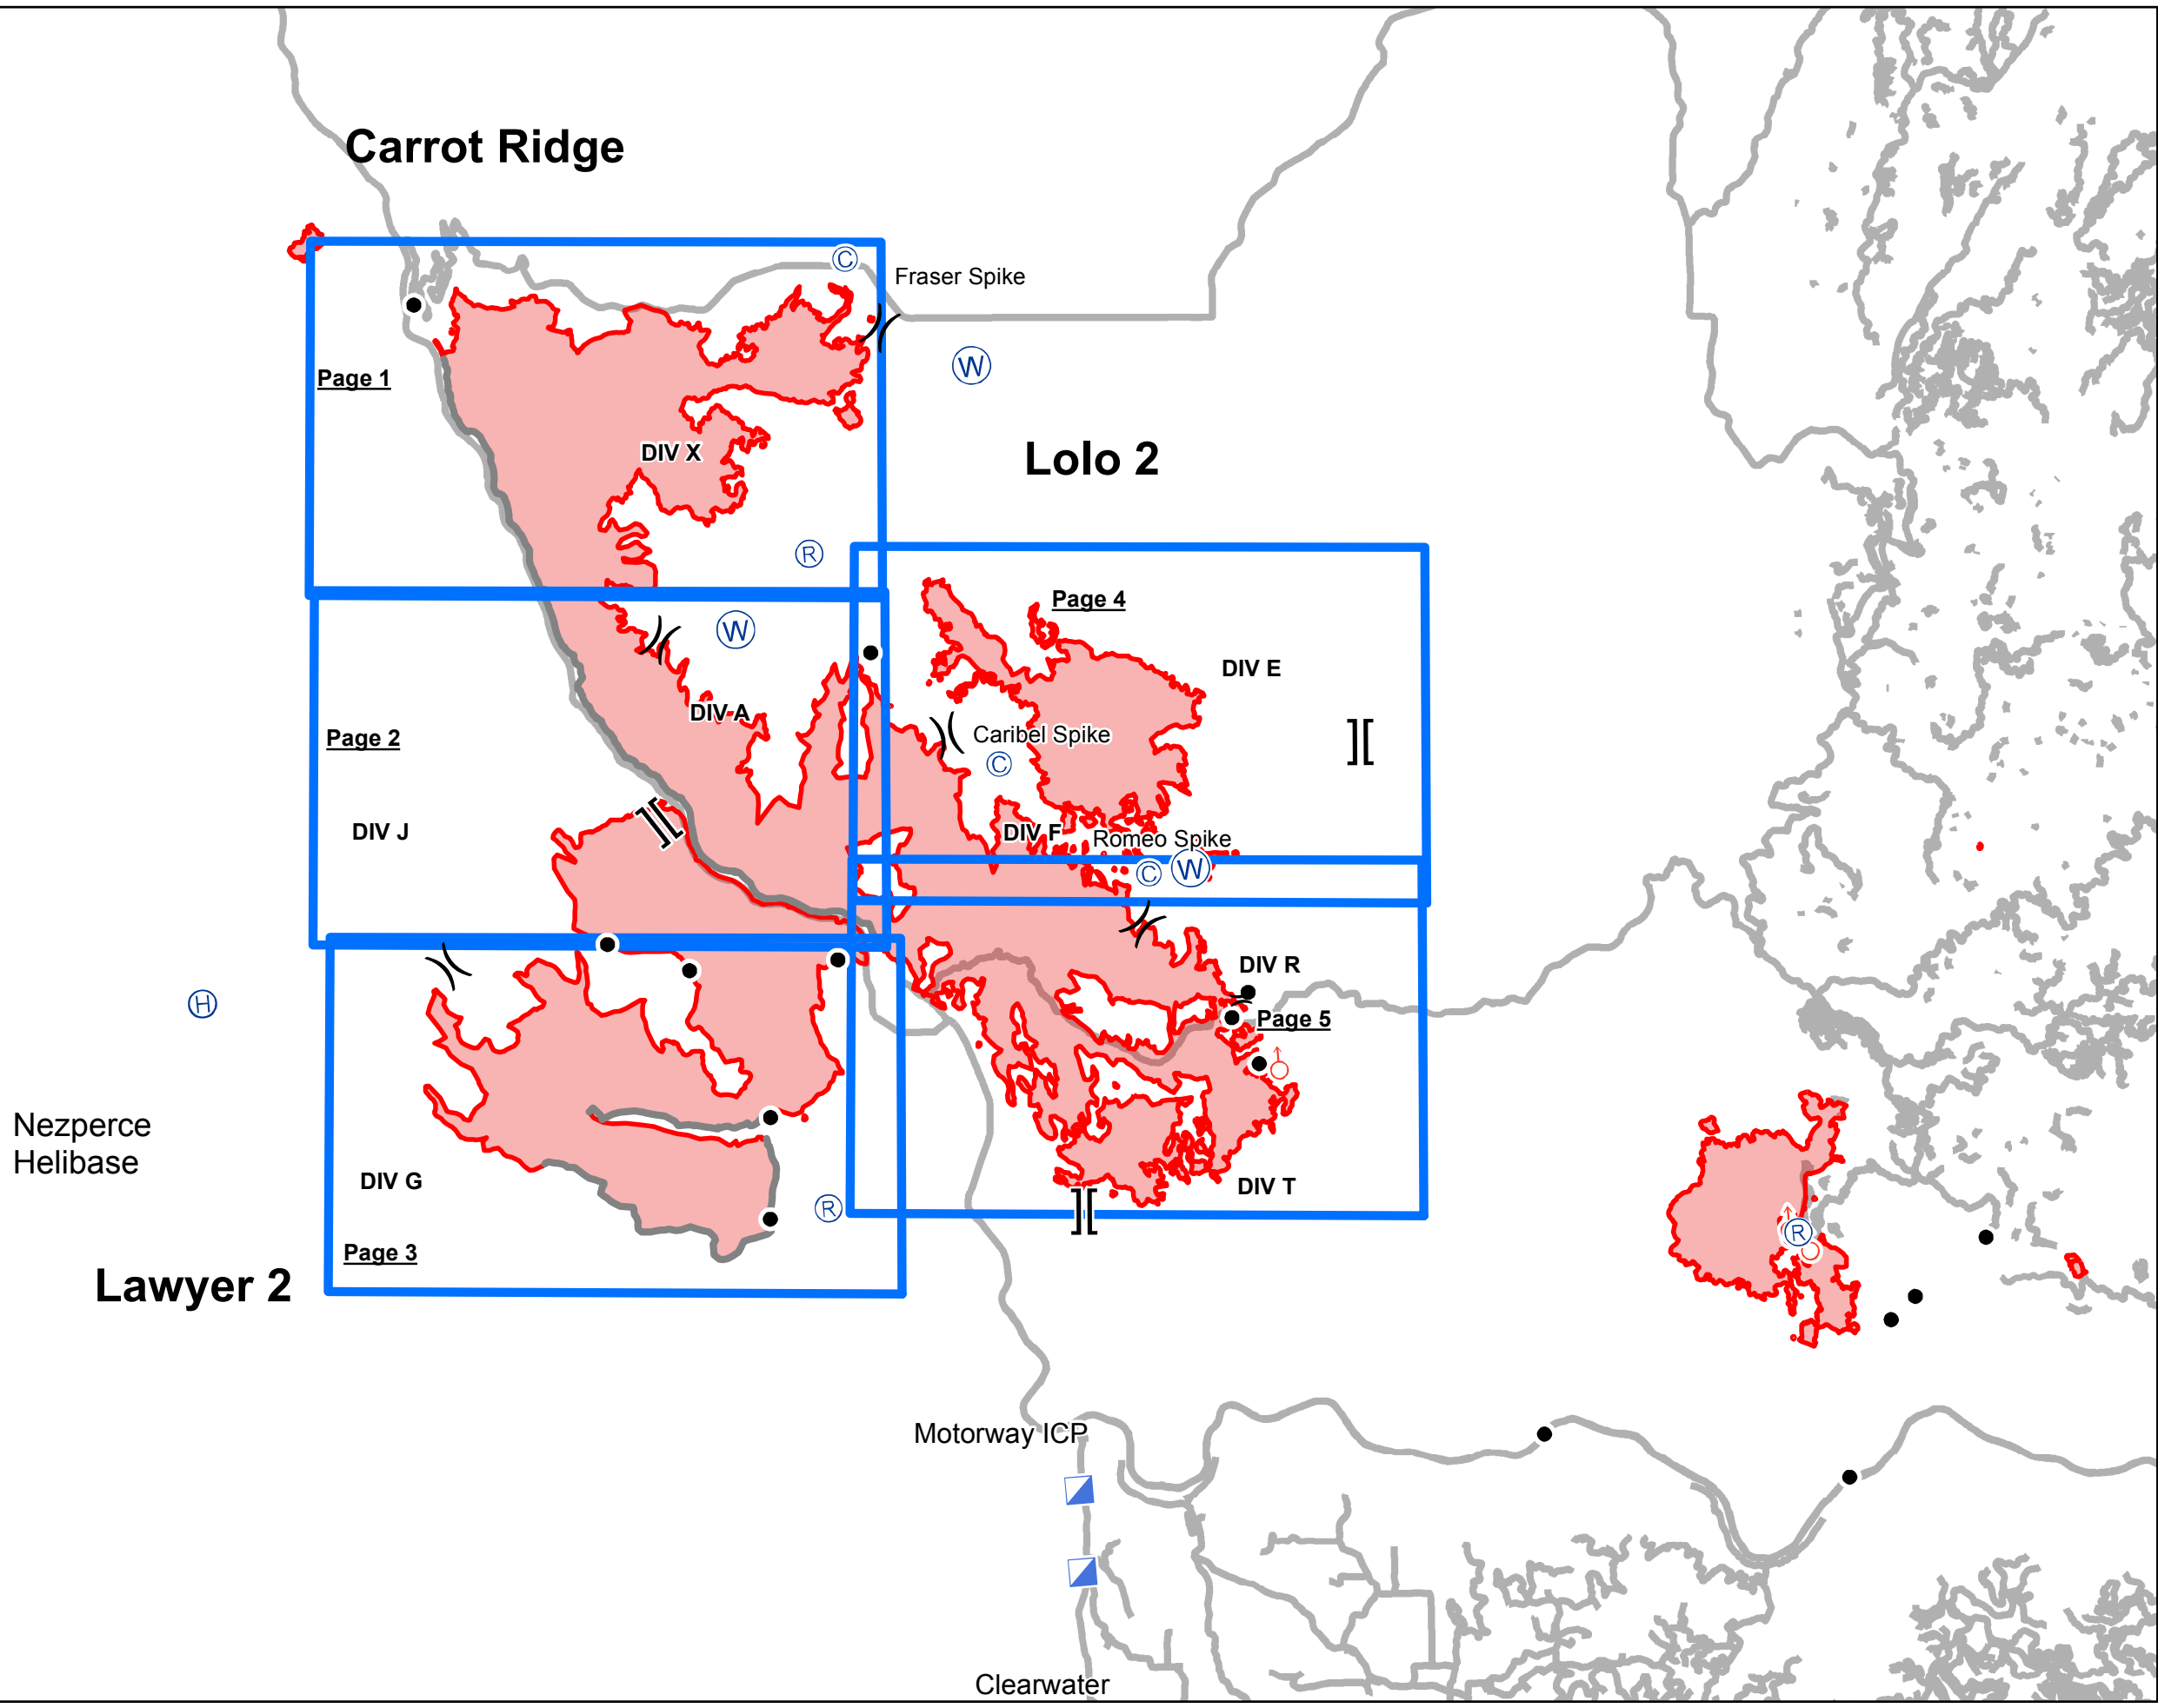 Carrot Ridge
C
Fraser Spike
W
Page 1
DIV X
Lolo 2
R
Page 4
W
DIV E
DIV A
Page 2
Caribel Spike
C
DIV J
DIV F
Romeo Spike
C
W
DIV R
H
Page 5
Nezperce
Helibase
DIV G
DIV T
R
R
Page 3
Lawyer 2
Motorway ICP
Clearwater